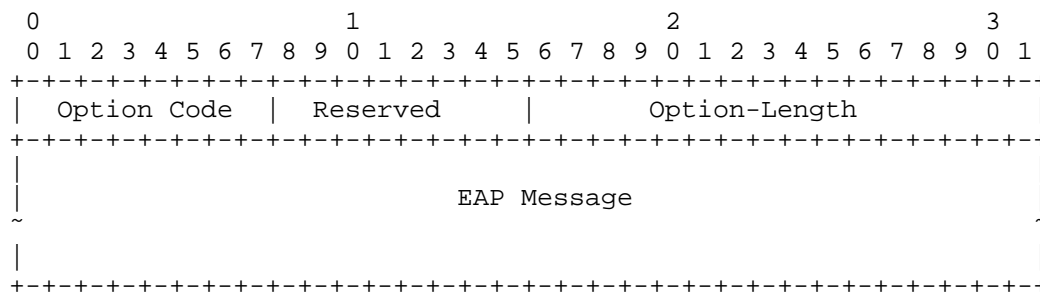 0                   1                   2                   3
 0 1 2 3 4 5 6 7 8 9 0 1 2 3 4 5 6 7 8 9 0 1 2 3 4 5 6 7 8 9 0 1
+-+-+-+-+-+-+-+-+-+-+-+-+-+-+-+-+-+-+-+-+-+-+-+-+-+-+-+-+-+-+-+--
|  Option Code  |  Reserved     |       Option-Length           |
+-+-+-+-+-+-+-+-+-+-+-+-+-+-+-+-+-+-+-+-+-+-+-+-+-+-+-+-+-+-+-+--
|
|                          EAP Message                          |
~                                                               ~
|
+-+-+-+-+-+-+-+-+-+-+-+-+-+-+-+-+-+-+-+-+-+-+-+-+-+-+-+-+-+-+-+--